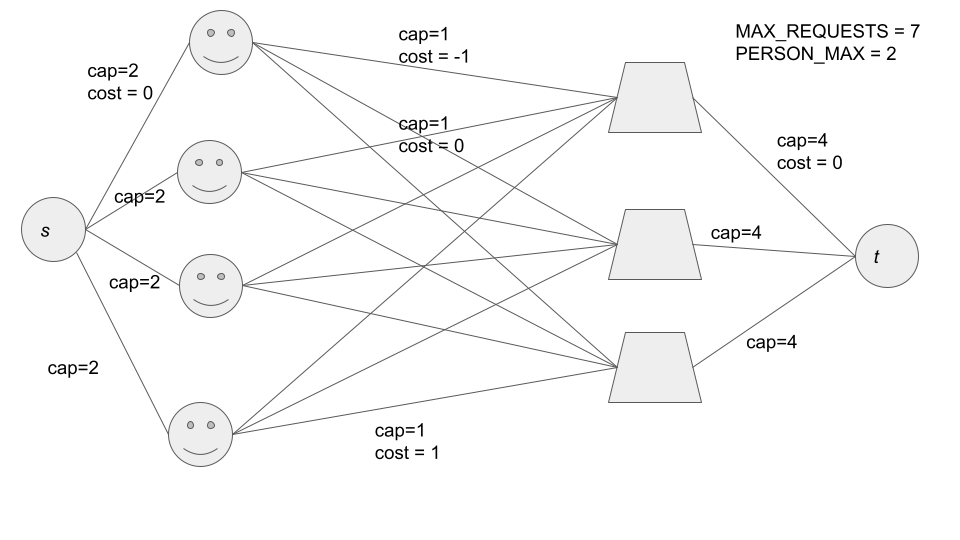 MAX_REQUESTS = 7
PERSON_MAX = 2
cap=1
cost = -1
cap=2
cost = 0
cap=1
cost = 0
cap=4
cost = 0
cap=2
s
cap=4
t
cap=2
cap=4
cap=2
cap=1
cost = 1